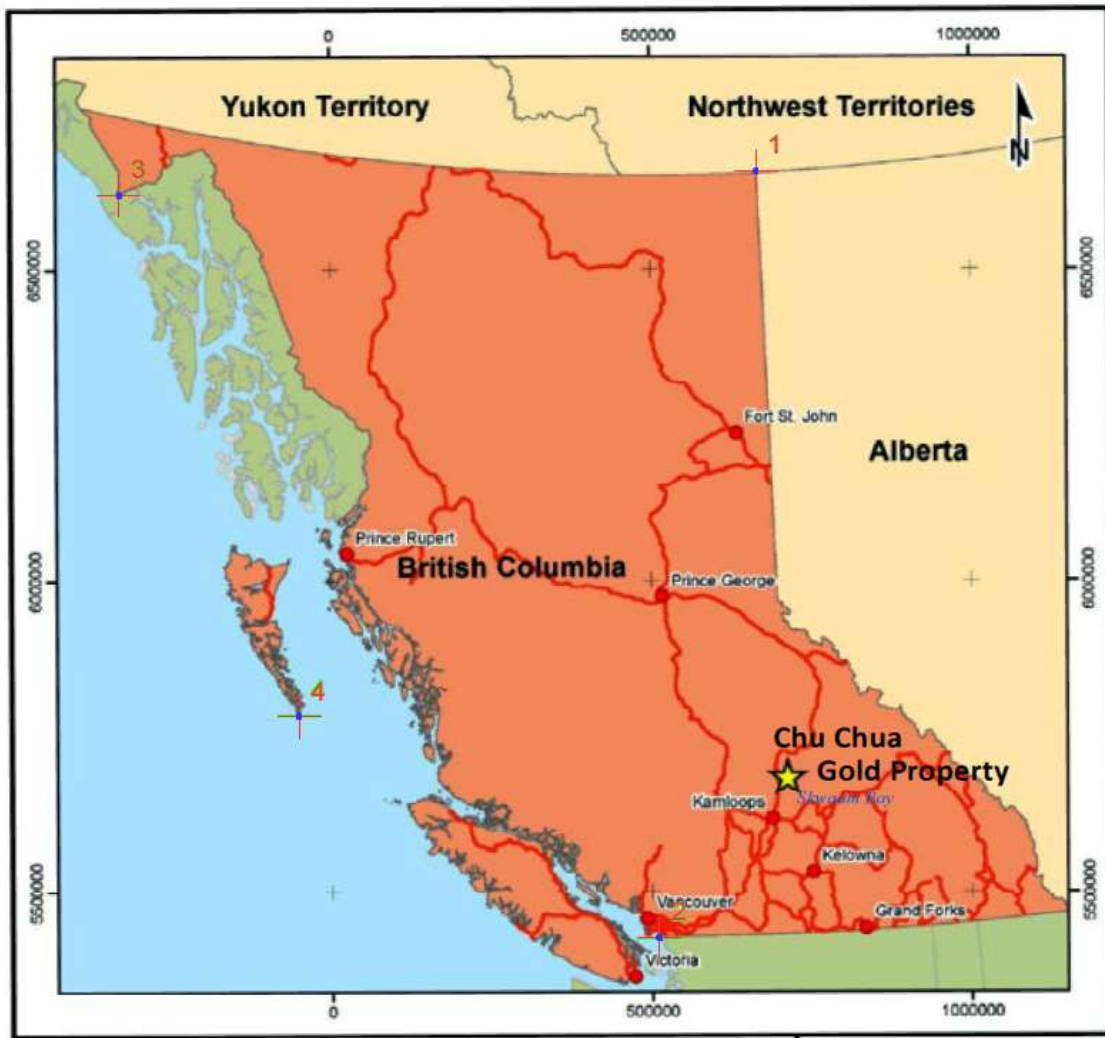 0 500000 1000000
Yukon Territory
Northwest Territories
1
N
3
6500000
6500000
Fort St. John
Alberta
Prince Rupert
British Columbia
Prince George
6000000
6000000
4
Chu Chua
Gold Property
Skwaam Bay
Kamloops
Kelowna
5500000
5500000
Vancouver
2
Grand Forks
Victoria
0 500000 1000000